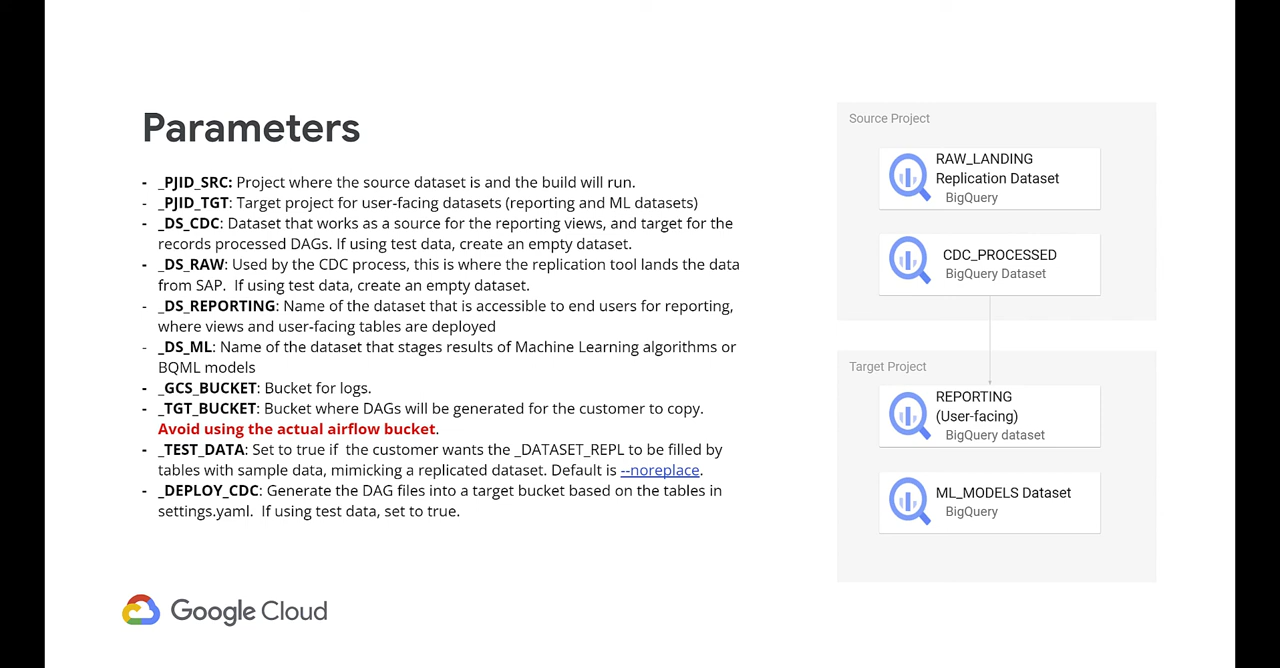 Parameters
- _PJID_SRC: Project where the source dataset is and the build will run.
- _PJID_TGT: Target project for user-facing datasets (reporting and ML datasets)
- _DS_CDC: Dataset that works as a source for the reporting views, and target for the
records processed DAGs. If using test data, create an empty dataset.
- _DS_RAW: Used by the CDC process, this is where the replication tool lands the data
from SAP.  If using test data, create an empty dataset.
- _DS_REPORTING: Name of the dataset that is accessible to end users for reporting,
where views and user-facing tables are deployed
- _DS_ML: Name of the dataset that stages results of Machine Learning algorithms or
BQML models
- _GCS_BUCKET: Bucket for logs.
- _TGT_BUCKET: Bucket where DAGs will be generated for the customer to copy.
Avoid using the actual airflow bucket.
- _TEST_DATA: Set to true if  the customer wants the _DATASET_REPL to be filled by
tables with sample data, mimicking a replicated dataset. Default is --noreplace.
- _DEPLOY_CDC: Generate the DAG files into a target bucket based on the tables in
settings.yaml.  If using test data, set to true.
Source Project
RAW_LANDING
Replication Dataset
BigQuery
CDC_PROCESSED
BigQuery Dataset
Target Project
REPORTING
(User-facing)
BigQuery dataset
ML_MODELS Dataset
BigQuery
Google Cloud